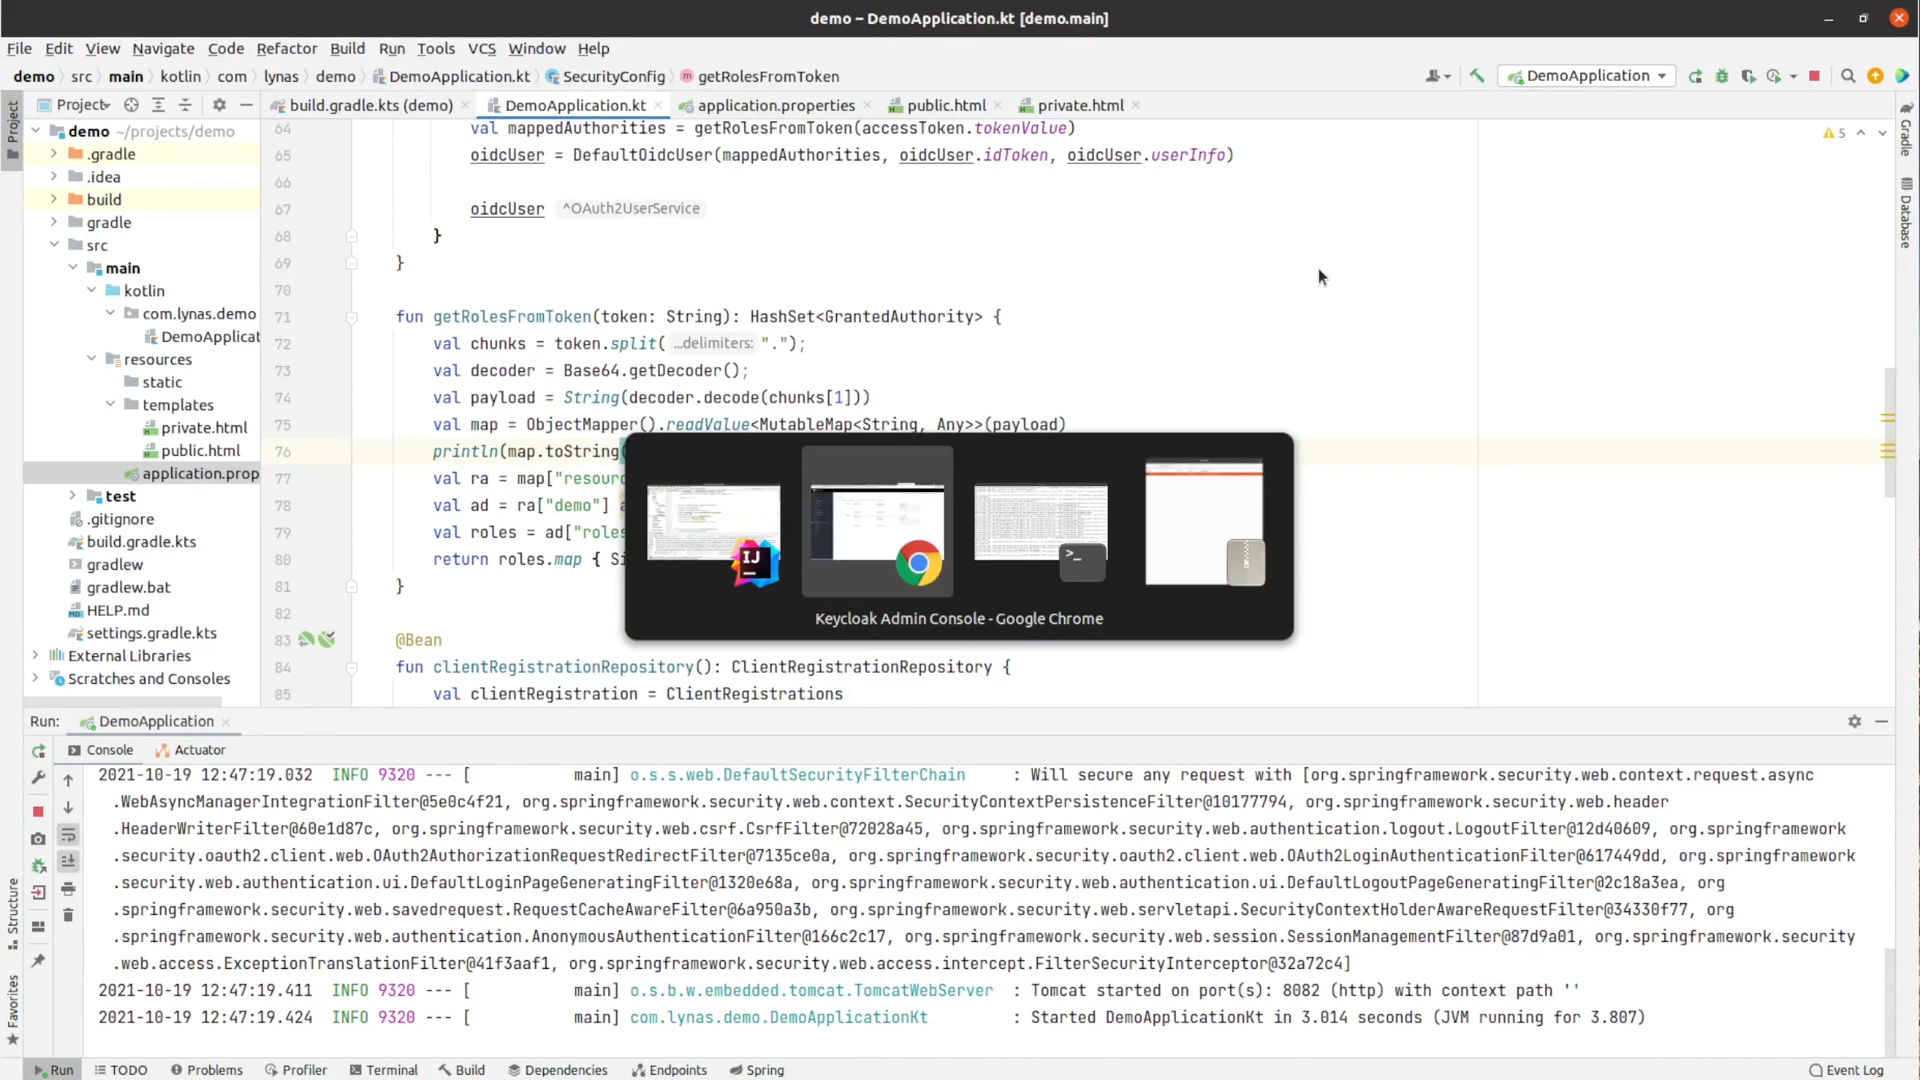 demo – DemoApplication.kt [demo.main]
File Edit View Navigate Code Refactor Build Run Tools VCS Window Help
demo src main kotlin com lynas demo DemoApplication.kt SecurityConfig getRolesFromToken
DemoApplication
Project
build.gradle.kts (demo) DemoApplication.kt application.properties public.html private.html
Project
Structure
Favorites
Gradle
Database
demo ~/projects/demo
.gradle
.idea
build
gradle
src
main
kotlin
com.lynas.demo
DemoApplicat
resources
static
templates
private.html
public.html
application.prop
test
.gitignore
build.gradle.kts
gradlew
gradlew.bat
HELP.md
settings.gradle.kts
External Libraries
Scratches and Consoles
5
64 val mappedAuthorities = getRolesFromToken(accessToken.tokenValue)
65 oidcUser = DefaultOidcUser(mappedAuthorities, oidcUser.idToken, oidcUser.userInfo)
66
67 oidcUser ^OAuth2UserService
68 }
69 }
70
71 fun getRolesFromToken(token: String): HashSet<GrantedAuthority> {
72 val chunks = token.split( ...delimiters: ".");
73 val decoder = Base64.getDecoder();
74 val payload = String(decoder.decode(chunks[1]))
75 val map = ObjectMapper().readValue<MutableMap<String, Any>>(payload)
76 println(map.toString(
77 val ra = map["resour
78 val ad = ra["demo"] a
79 val roles = ad["roles
80 return roles.map { Si
81 }
82
83 @Bean
84 fun clientRegistrationRepository(): ClientRegistrationRepository {
85 val clientRegistration = ClientRegistrations
IJ
>_
Keycloak Admin Console - Google Chrome
Run: DemoApplication
Console Actuator
2021-10-19 12:47:19.032 INFO 9320 --- [ main] o.s.s.web.DefaultSecurityFilterChain : Will secure any request with [org.springframework.security.web.context.request.async
.WebAsyncManagerIntegrationFilter@5e0c4f21, org.springframework.security.web.context.SecurityContextPersistenceFilter@10177794, org.springframework.security.web.header
.HeaderWriterFilter@60e1d87c, org.springframework.security.web.csrf.CsrfFilter@72028a45, org.springframework.security.web.authentication.logout.LogoutFilter@12d40609, org.springframework
.security.oauth2.client.web.OAuth2AuthorizationRequestRedirectFilter@7135ce0a, org.springframework.security.oauth2.client.web.OAuth2LoginAuthenticationFilter@617449dd, org.springframework
.security.web.authentication.ui.DefaultLoginPageGeneratingFilter@1320e68a, org.springframework.security.web.authentication.ui.DefaultLogoutPageGeneratingFilter@2c18a3ea, org
.springframework.security.web.savedrequest.RequestCacheAwareFilter@6a950a3b, org.springframework.security.web.servletapi.SecurityContextHolderAwareRequestFilter@34330f77, org
.springframework.security.web.authentication.AnonymousAuthenticationFilter@166c2c17, org.springframework.security.web.session.SessionManagementFilter@87d9a01, org.springframework.security
.web.access.ExceptionTranslationFilter@41f3aaf1, org.springframework.security.web.access.intercept.FilterSecurityInterceptor@32a72c4]
2021-10-19 12:47:19.411 INFO 9320 --- [ main] o.s.b.w.embedded.tomcat.TomcatWebServer : Tomcat started on port(s): 8082 (http) with context path ''
2021-10-19 12:47:19.424 INFO 9320 --- [ main] com.lynas.demo.DemoApplicationKt : Started DemoApplicationKt in 3.014 seconds (JVM running for 3.807)
Run TODO Problems Profiler Terminal Build Dependencies Endpoints Spring Event Log